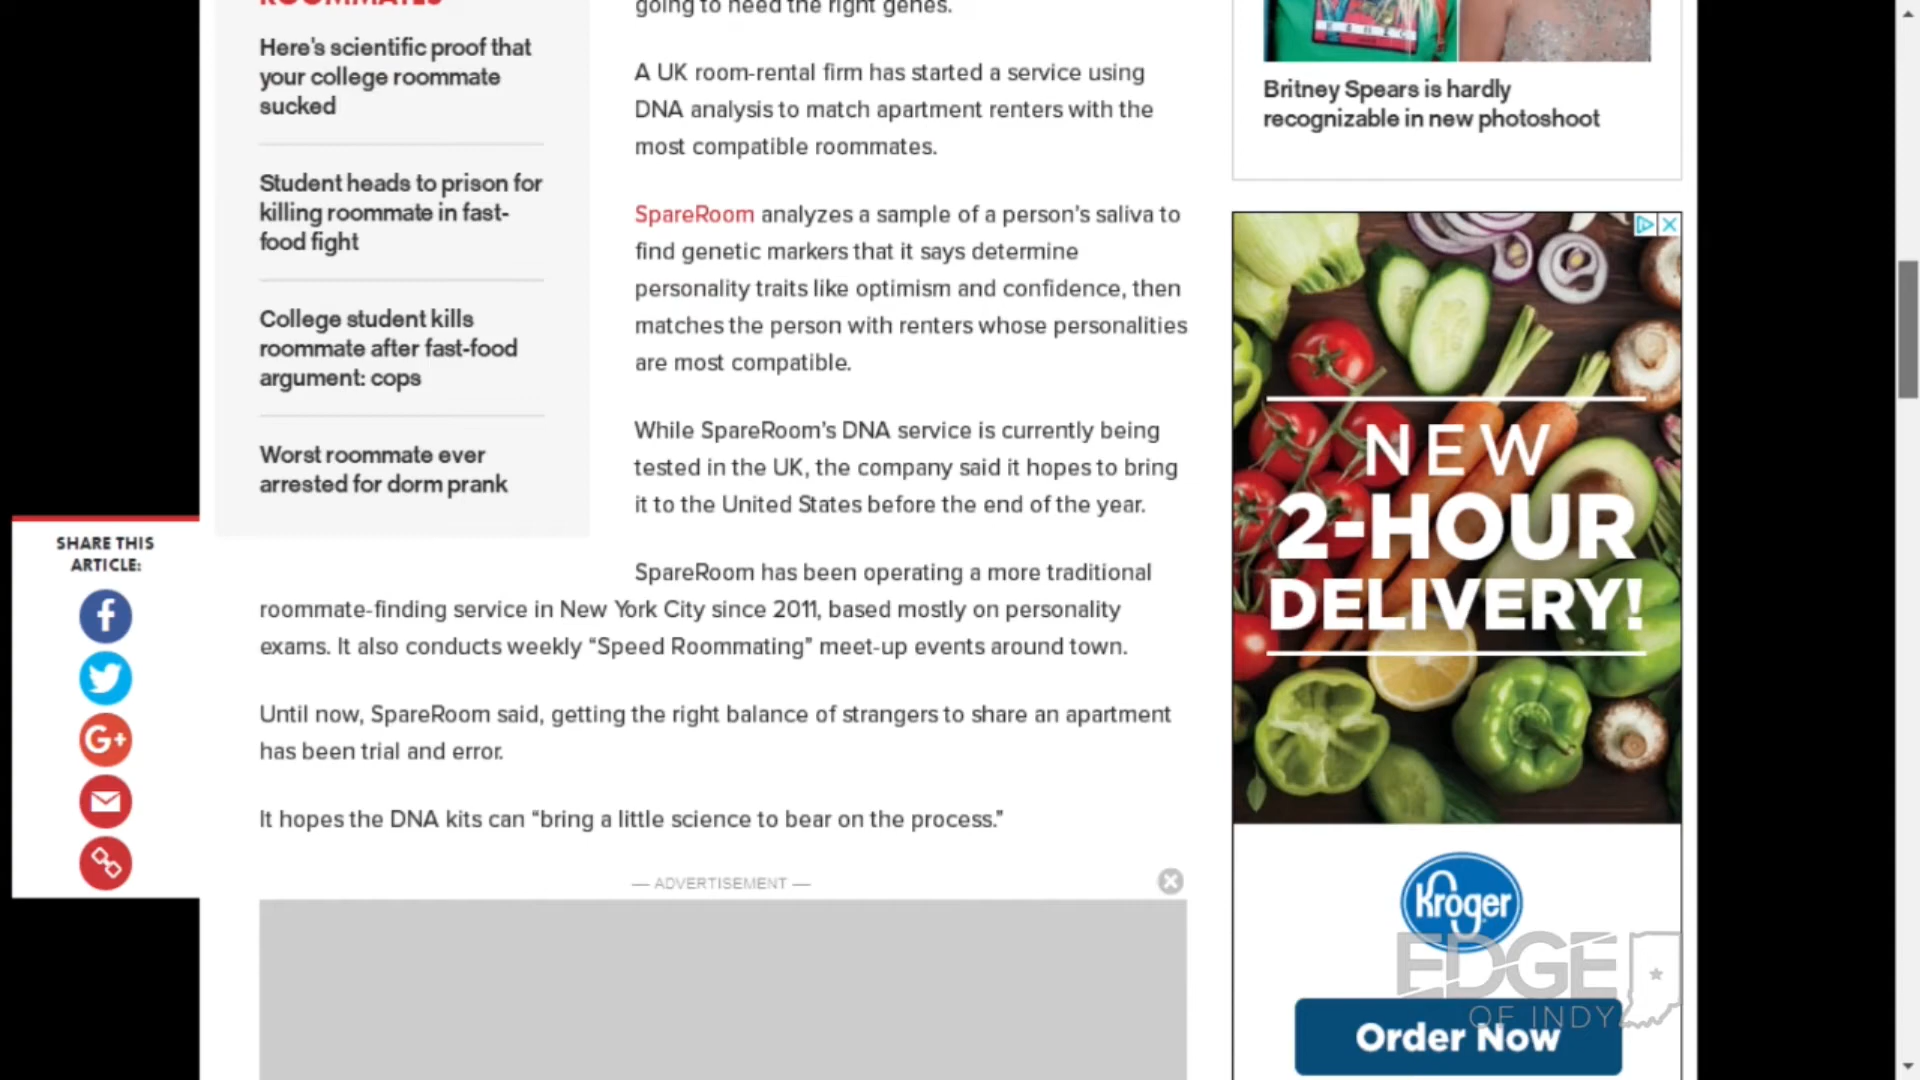 ROOMMATES
Here's scientific proof that
your college roommate
sucked
Student heads to prison for
killing roommate in fast-
food fight
College student kills
roommate after fast-food
argument: cops
Worst roommate ever
arrested for dorm prank
SHARE THIS
ARTICLE:
going to need the right genes.
A UK room-rental firm has started a service using
DNA analysis to match apartment renters with the
most compatible roommates.
SpareRoom analyzes a sample of a person's saliva to
find genetic markers that it says determine
personality traits like optimism and confidence, then
matches the person with renters whose personalities
are most compatible.
While SpareRoom's DNA service is currently being
tested in the UK, the company said it hopes to bring
it to the United States before the end of the year.
SpareRoom has been operating a more traditional
roommate-finding service in New York City since 2011, based mostly on personality
exams. It also conducts weekly “Speed Roommating” meet-up events around town.
Until now, SpareRoom said, getting the right balance of strangers to share an apartment
has been trial and error.
It hopes the DNA kits can “bring a little science to bear on the process.”
— ADVERTISEMENT —
Britney Spears is hardly
recognizable in new photoshoot
NEW
2-HOUR
DELIVERY!
Kroger
EDGE
OF INDY
Order Now